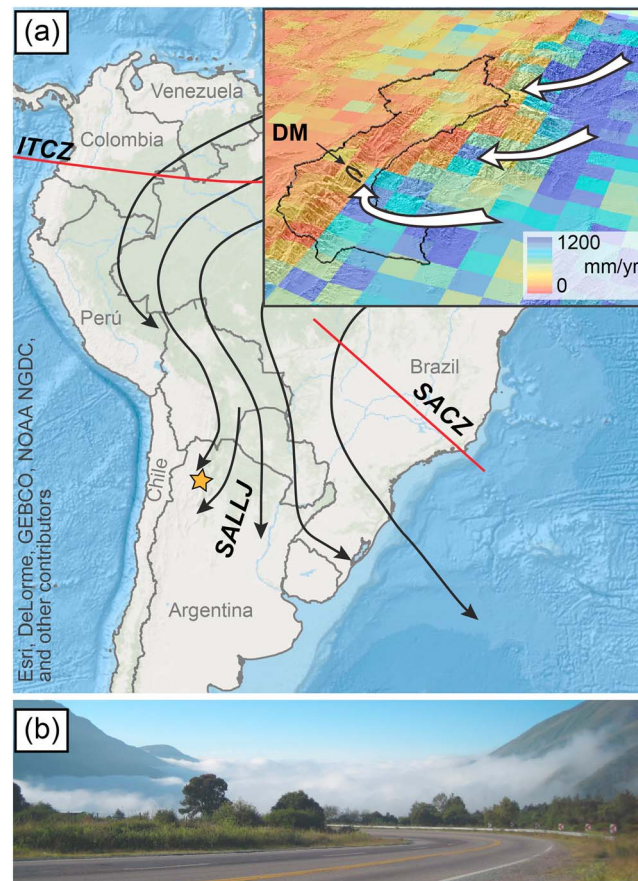 (a)
Venezuela
Colombia
ITCZ
DM
1200
mm/yr
0
Perú
Brazil
SACZ
Chile
SALLJ
Argentina
Esri, DeLorme, GEBCO, NOAA NGDC,
and other contributors
(b)